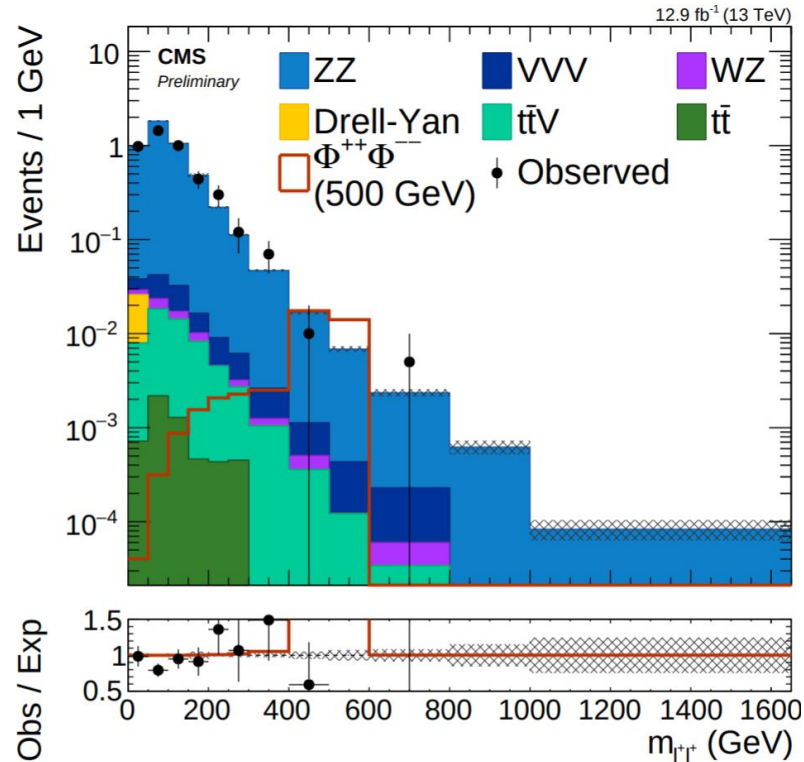 12.9 fb⁻¹ (13 TeV)
CMS
Preliminary
ZZ
VVV
WZ
Drell-Yan
tt̄V
tt̄
Φ⁺⁺Φ⁻⁻
(500 GeV)
Observed
Events / 1 GeV
10
1
10⁻¹
10⁻²
10⁻³
10⁻⁴
Obs / Exp
1.5
1
0.5
0 200 400 600 800 1000 1200 1400 1600
m_l⁺l⁺ (GeV)